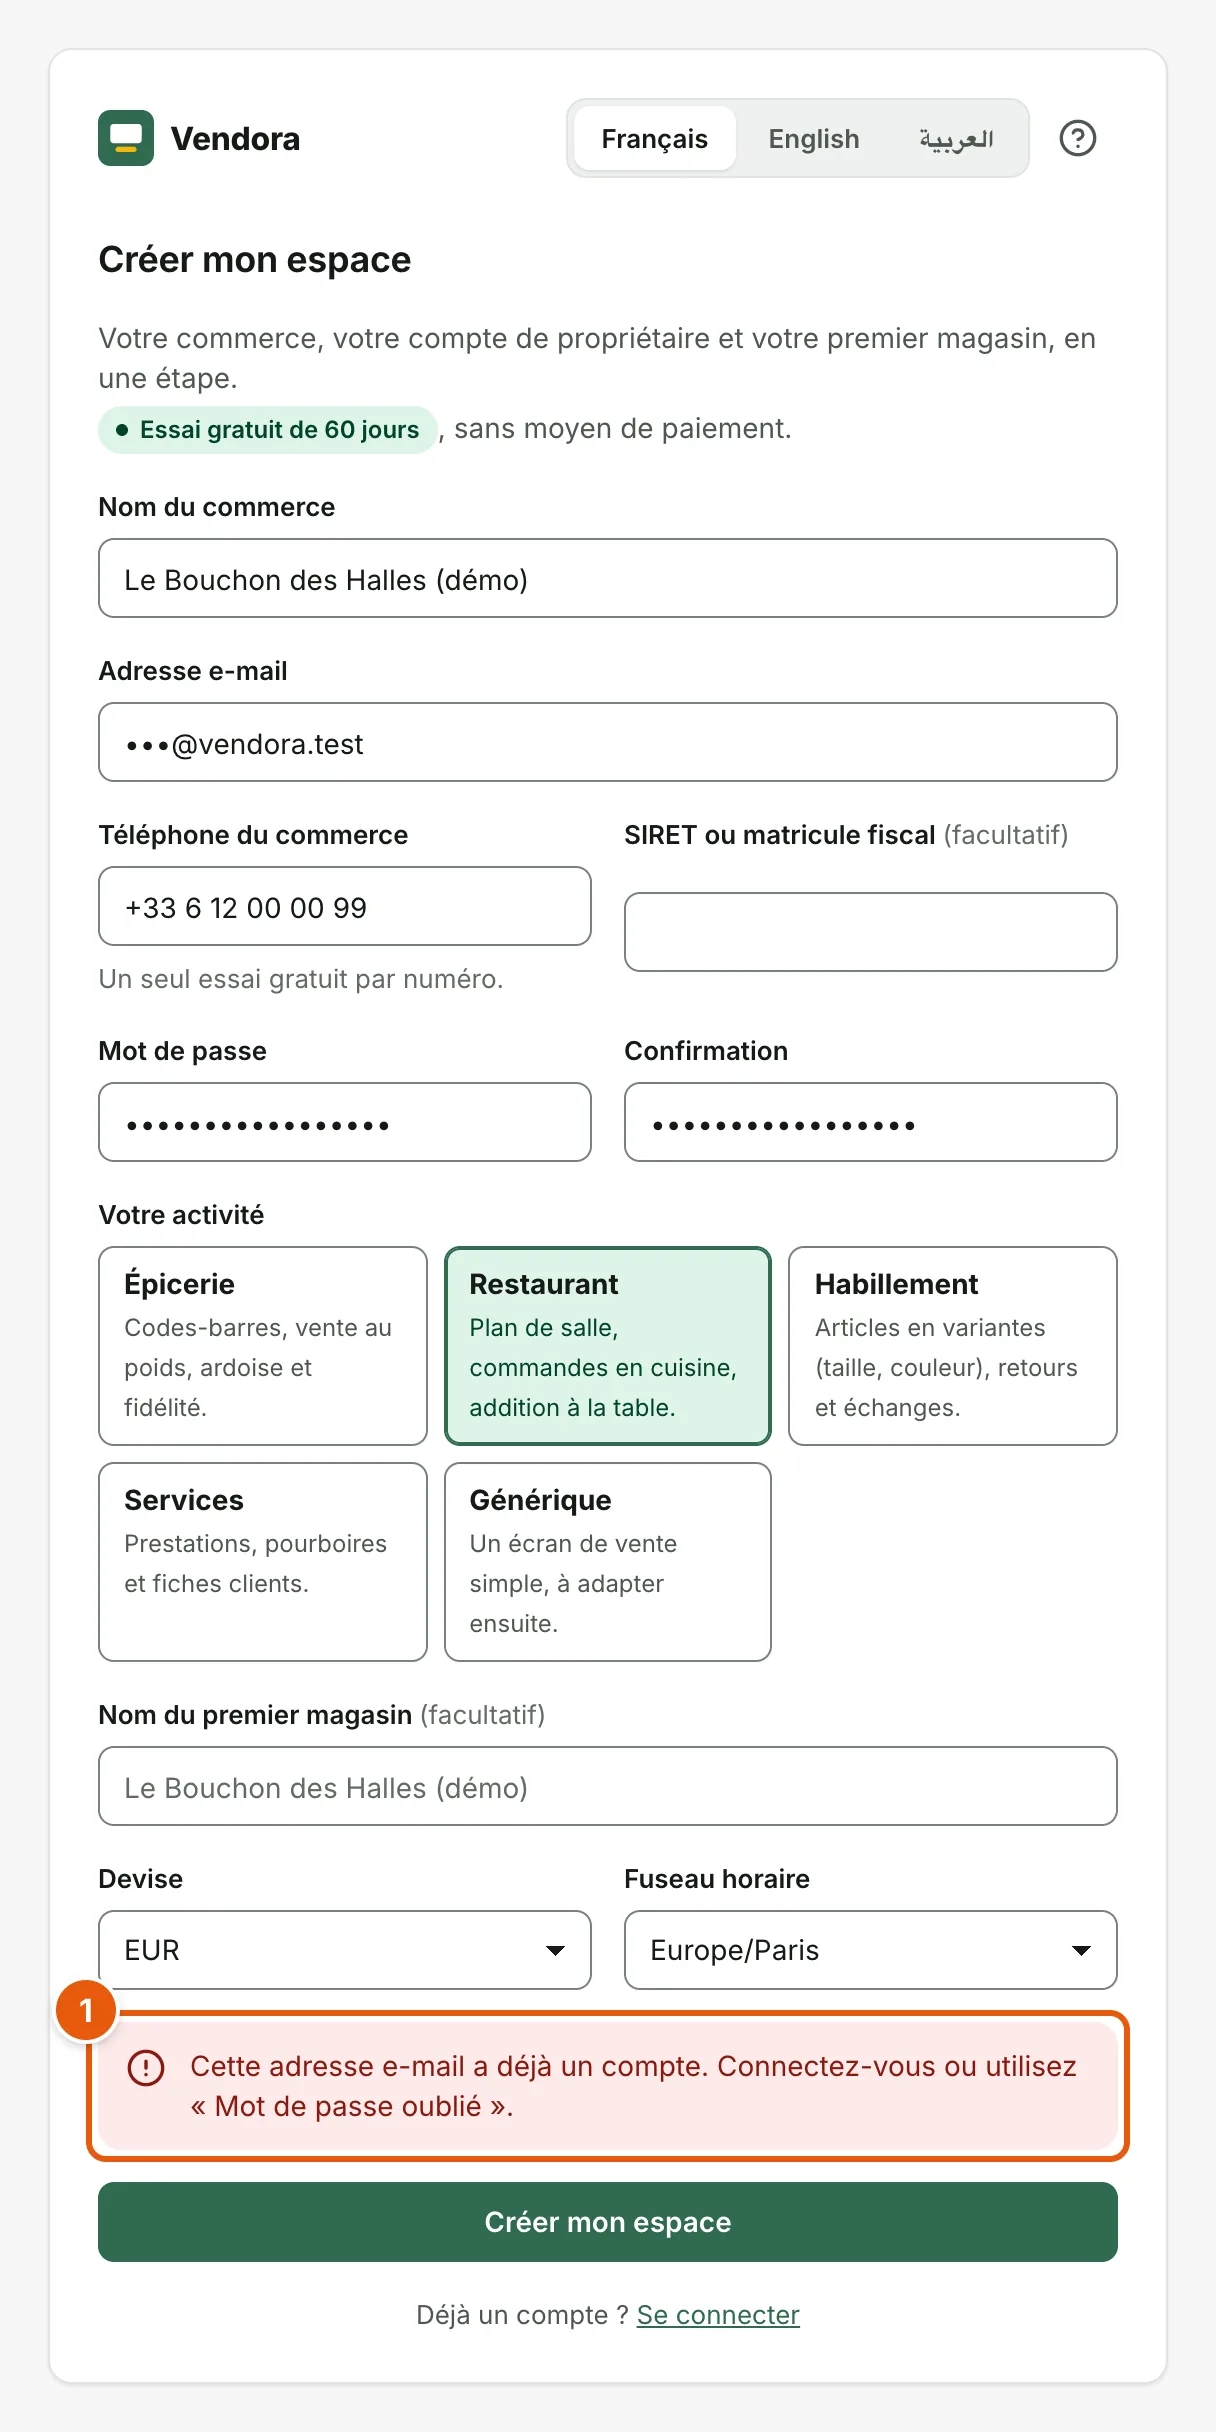 Vendora
Français
English
العربية
Créer mon espace
Votre commerce, votre compte de propriétaire et votre premier magasin, en
une étape.
Essai gratuit de 60 jours , sans moyen de paiement.
Nom du commerce
Le Bouchon des Halles (démo)
Adresse e-mail
•••@vendora.test
Téléphone du commerce
+33 6 12 00 00 99
Un seul essai gratuit par numéro.
SIRET ou matricule fiscal (facultatif)
Mot de passe
•••••••••••••••••
Confirmation
•••••••••••••••••
Votre activité
Épicerie
Codes-barres, vente au
poids, ardoise et
fidélité.
Restaurant
Plan de salle,
commandes en cuisine,
addition à la table.
Habillement
Articles en variantes
(taille, couleur), retours
et échanges.
Services
Prestations, pourboires
et fiches clients.
Générique
Un écran de vente
simple, à adapter
ensuite.
Nom du premier magasin (facultatif)
Le Bouchon des Halles (démo)
Devise
EUR
Fuseau horaire
Europe/Paris
1
Cette adresse e-mail a déjà un compte. Connectez-vous ou utilisez
« Mot de passe oublié ».
Créer mon espace
Déjà un compte ? Se connecter